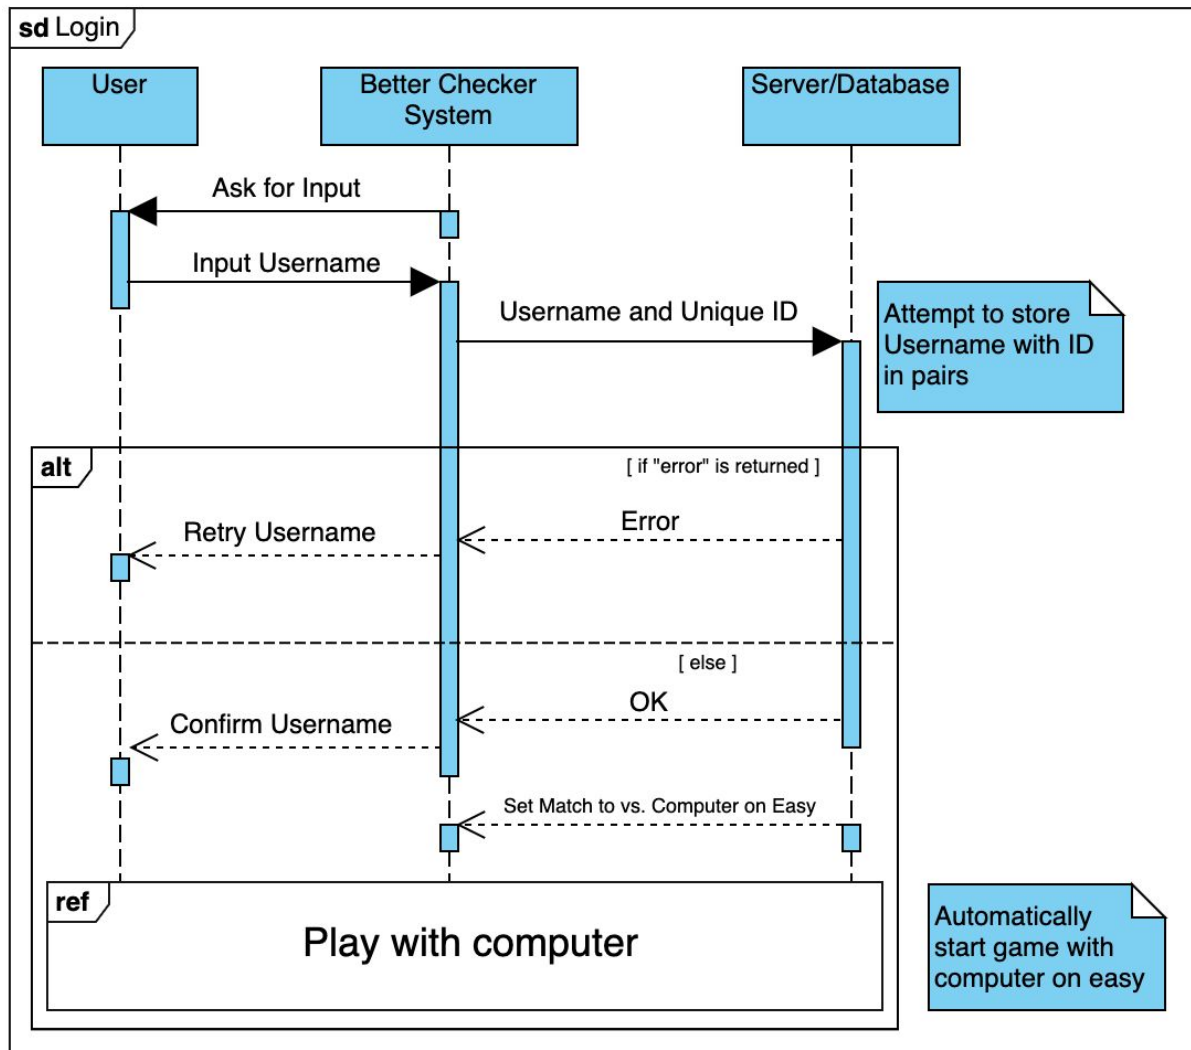 sd Login
User
Better Checker
System
Server/Database
Ask for Input
Input Username
Username and Unique ID
Attempt to store
Username with ID
in pairs
alt
[ if "error" is returned ]
Error
Retry Username
[ else ]
OK
Confirm Username
Set Match to vs. Computer on Easy
ref
Play with computer
Automatically
start game with
computer on easy